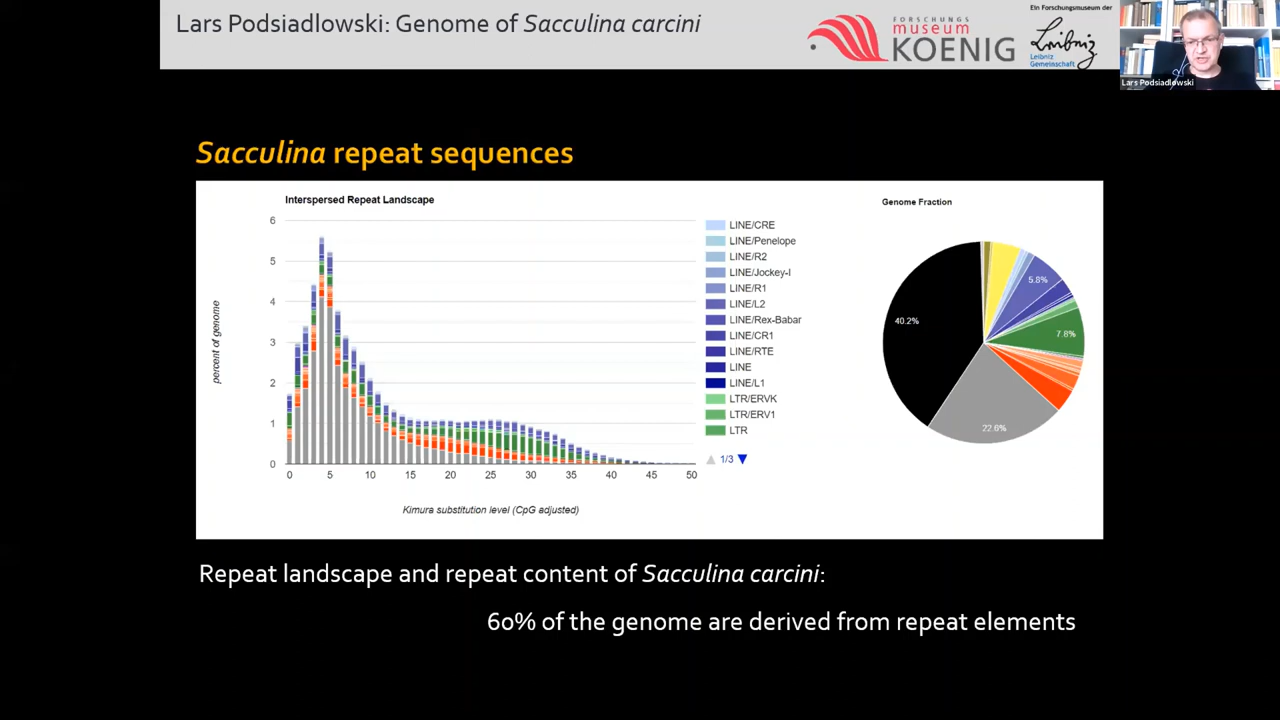 Lars Podsiadlowski: Genome of Sacculina carcini
FORSCHUNGS
museum
KOENIG
Ein Forschungsmuseum der
Leibniz
Leibniz
Gemeinschaft
Lars Podsiadlowski
Sacculina repeat sequences
Interspersed Repeat Landscape
6
5
4
3
2
1
0
percent of genome
0 5 10 15 20 25 30 35 40 45 50
Kimura substitution level (CpG adjusted)
LINE/CRE
LINE/Penelope
LINE/R2
LINE/Jockey-I
LINE/R1
LINE/L2
LINE/Rex-Babar
LINE/CR1
LINE/RTE
LINE
LINE/L1
LTR/ERVK
LTR/ERV1
LTR
1/3
Genome Fraction
5.8%
40.2%
7.8%
22.6%
Repeat landscape and repeat content of Sacculina carcini:
60% of the genome are derived from repeat elements